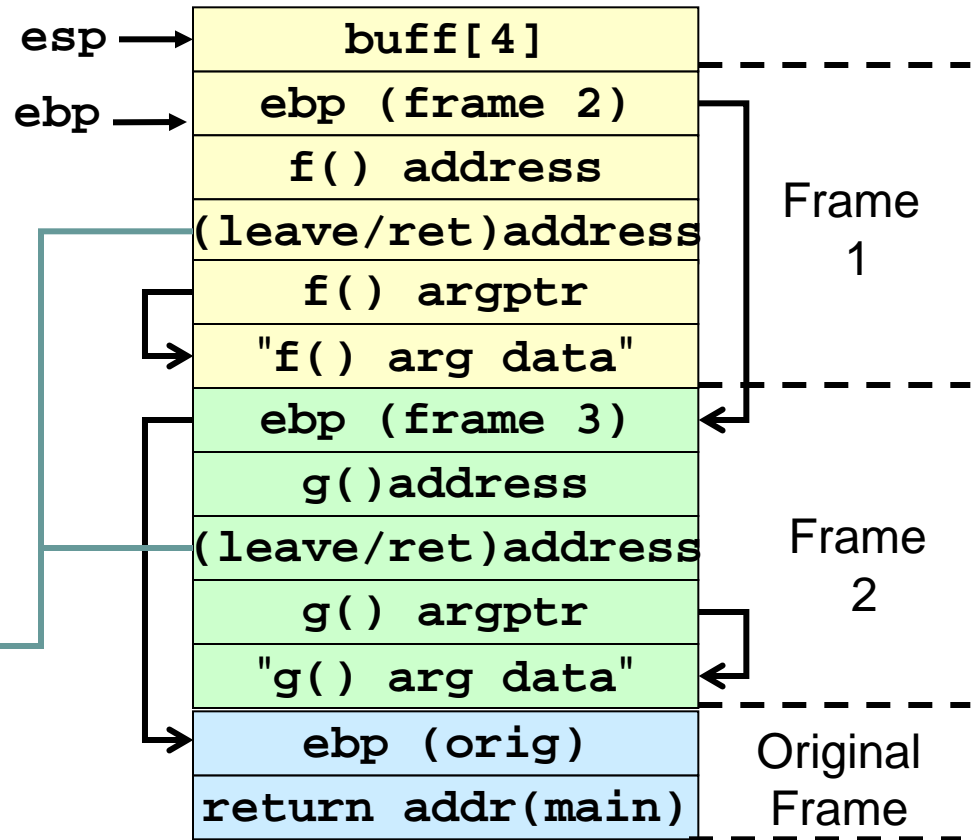 esp
buff[4]
ebp
ebp (frame 2)
f() address
(leave/ret)address
f() argptr
"f() arg data"
Frame
1
ebp (frame 3)
g()address
(leave/ret)address
g() argptr
"g() arg data"
Frame
2
ebp (orig)
return addr(main)
Original
Frame